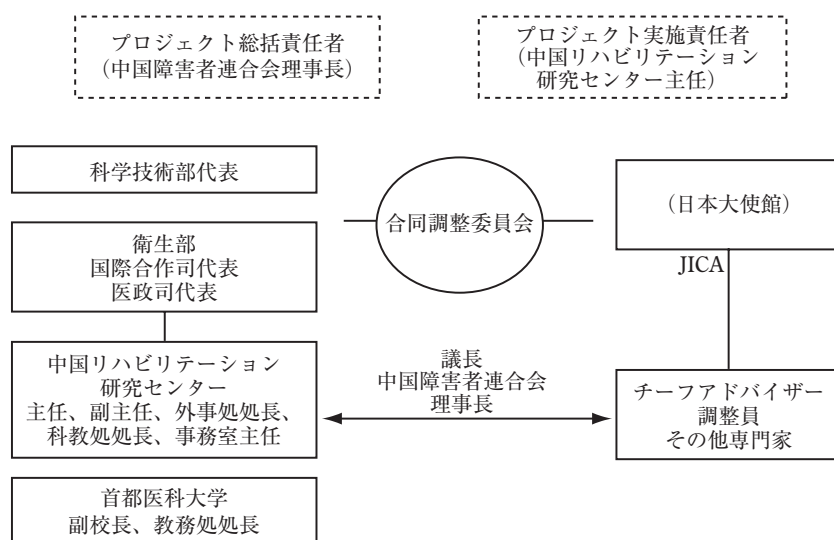 プロジェクト総括責任者
（中国障害者連合会理事長）
プロジェクト実施責任者
（中国リハビリテーション
研究センター主任）
科学技術部代表
合同調整委員会
（日本大使館）
衛生部
国際合作司代表
医政司代表
JICA
中国リハビリテーション
研究センター
主任、副主任、外事処処長、
科教処処長、事務室主任
議長
中国障害者連合会
理事長
チーフアドバイザー
調整員
その他専門家
首都医科大学
副校長、教務処処長